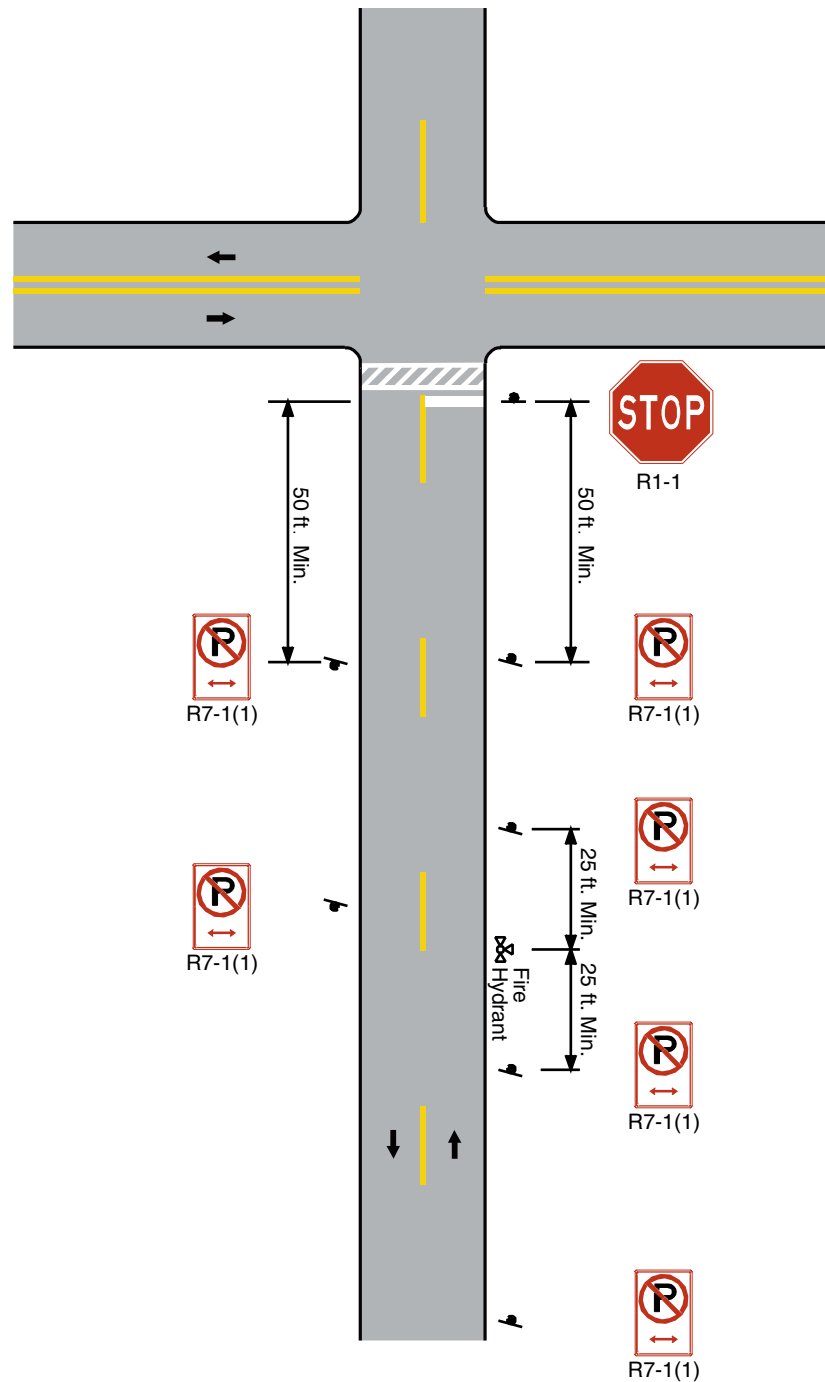 STOP
R1-1
50 ft. Min.
50 ft. Min.
P
R7-1(1)
P
R7-1(1)
P
R7-1(1)
25 ft. Min.
P
R7-1(1)
Fire
Hydrant
25 ft. Min.
P
R7-1(1)
P
R7-1(1)